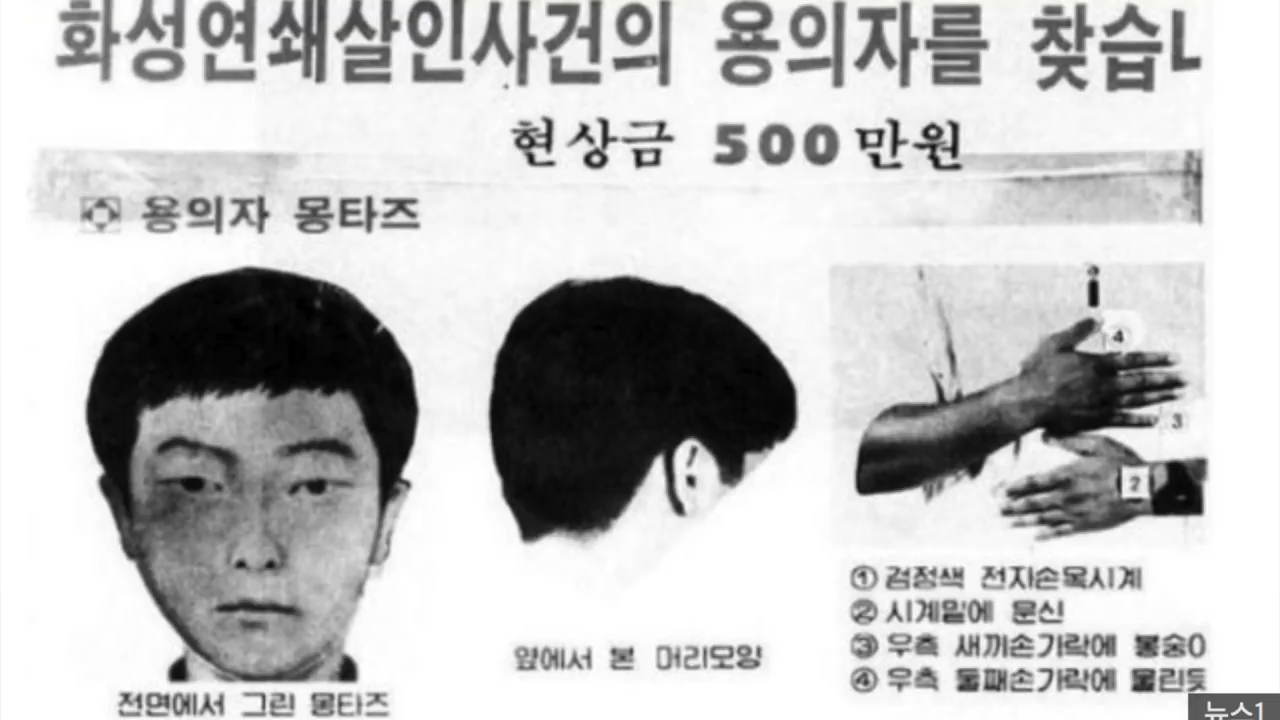 화성연쇄살인사건의 용의자를 찾습니
현상금 500만원
용의자 몽타즈
④
3
2
① 검정색 전지손목시계
② 시계밑에 문신
③ 우측 새끼손가락에 봉숭아
④ 우측 둘째손가락에 물린듯
옆에서 본 머리모양
전면에서 그린 몽타즈
뉴스1